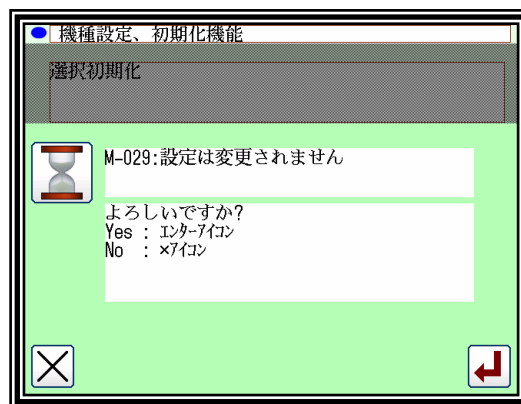 機種設定、初期化機能
選択初期化
M-029:設定は変更されません
よろしいですか?
Yes : ｴﾝﾀｰｱｲｺﾝ
No : ×ｱｲｺﾝ